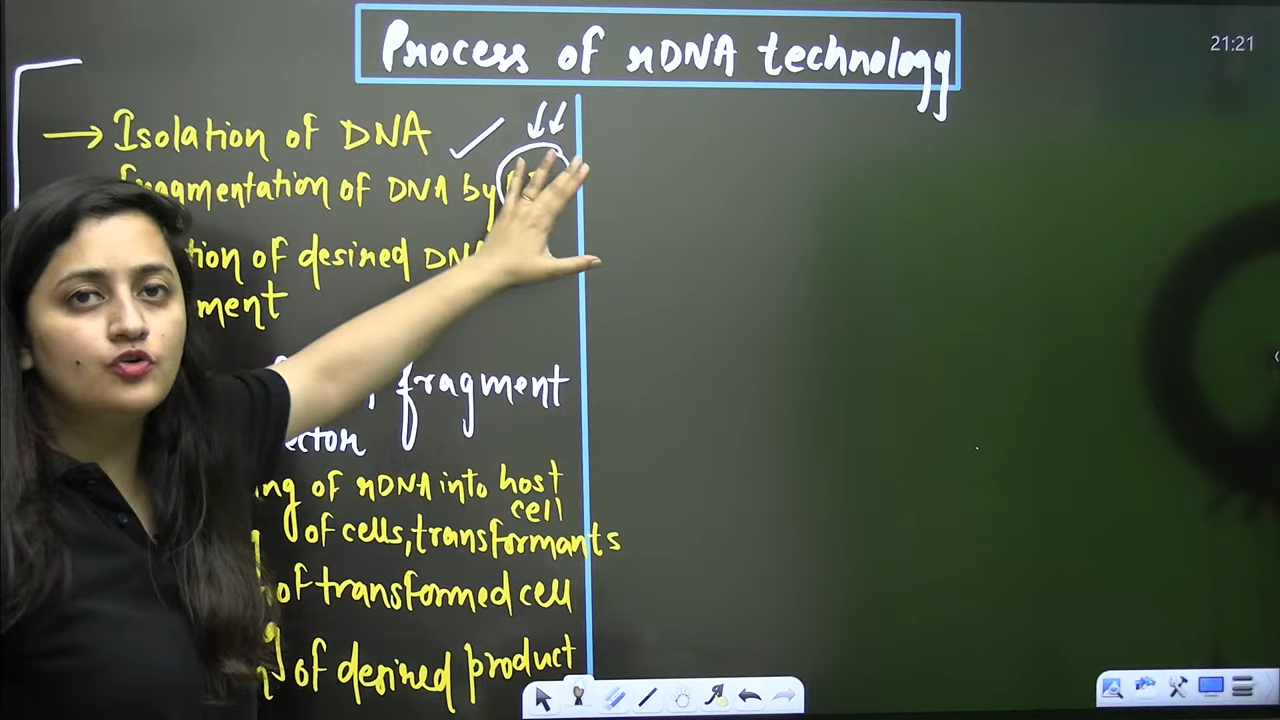 Process of rDNA technology
21:21
→ Isolation of DNA ✓
Fragmentation of DNA by
tion of desired DNA
ment
fragment
ector
ng of rDNA into host
cell
of cells, transformants
of transformed cell
of desired product